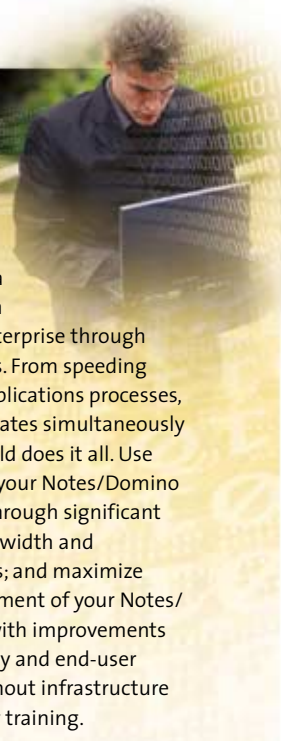 terprise through
s. From speeding
plications processes,
ates simultaneously
ld does it all. Use
your Notes/Domino
hrough significant
width and
s; and maximize
ment of your Notes/
with improvements
y and end-user
hout infrastructure
training.